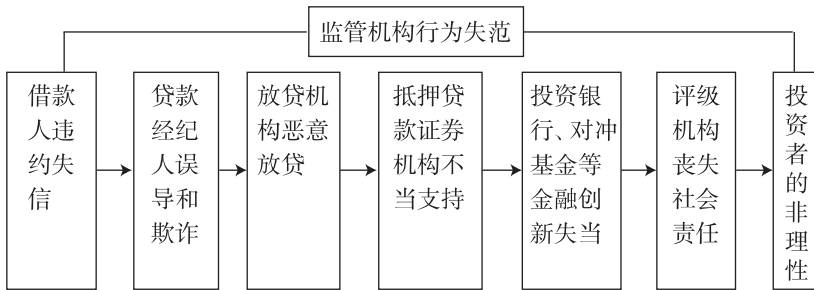 监管机构行为失范
借款
人违
约失
信
贷款
经纪
人误
导和
欺诈
放贷机
构恶意
放贷
抵押贷
款证券
机构不
当支持
投资银
行、对冲
基金等
金融创
新失当
评级
机构
丧失
社会
责任
投
资
者
的
非
理
性